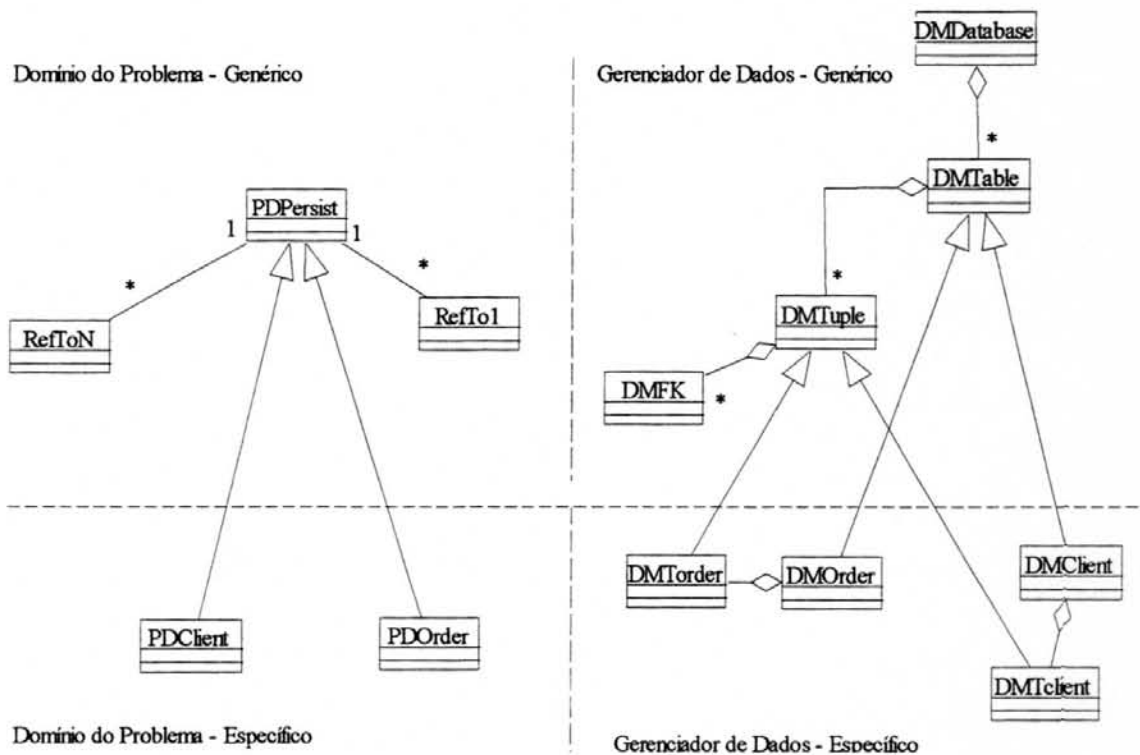 DMDatabase
Domínio do Problema - Genérico
Gerenciador de Dados - Genérico
*
DMTable
PDPersist
1
1
*
*
*
RefToN
RefTo1
DMTuple
DMFK
*
DMTorder
DMOrder
DMClient
PDClient
PDOrder
DMTclient
Domínio do Problema - Específico
Gerenciador de Dados - Específico